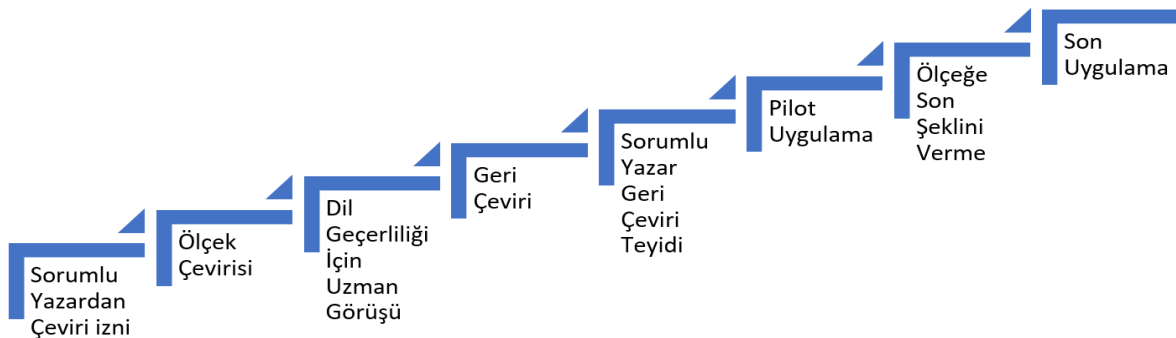 Sorumlu
Yazardan
Çeviri izni
Ölçek
Çevirisi
Dil
Geçerliliği
İçin
Uzman
Görüşü
Geri
Çeviri
Sorumlu
Yazar
Geri
Çeviri
Teyidi
Pilot
Uygulama
Ölçeğe
Son
Şeklini
Verme
Son
Uygulama